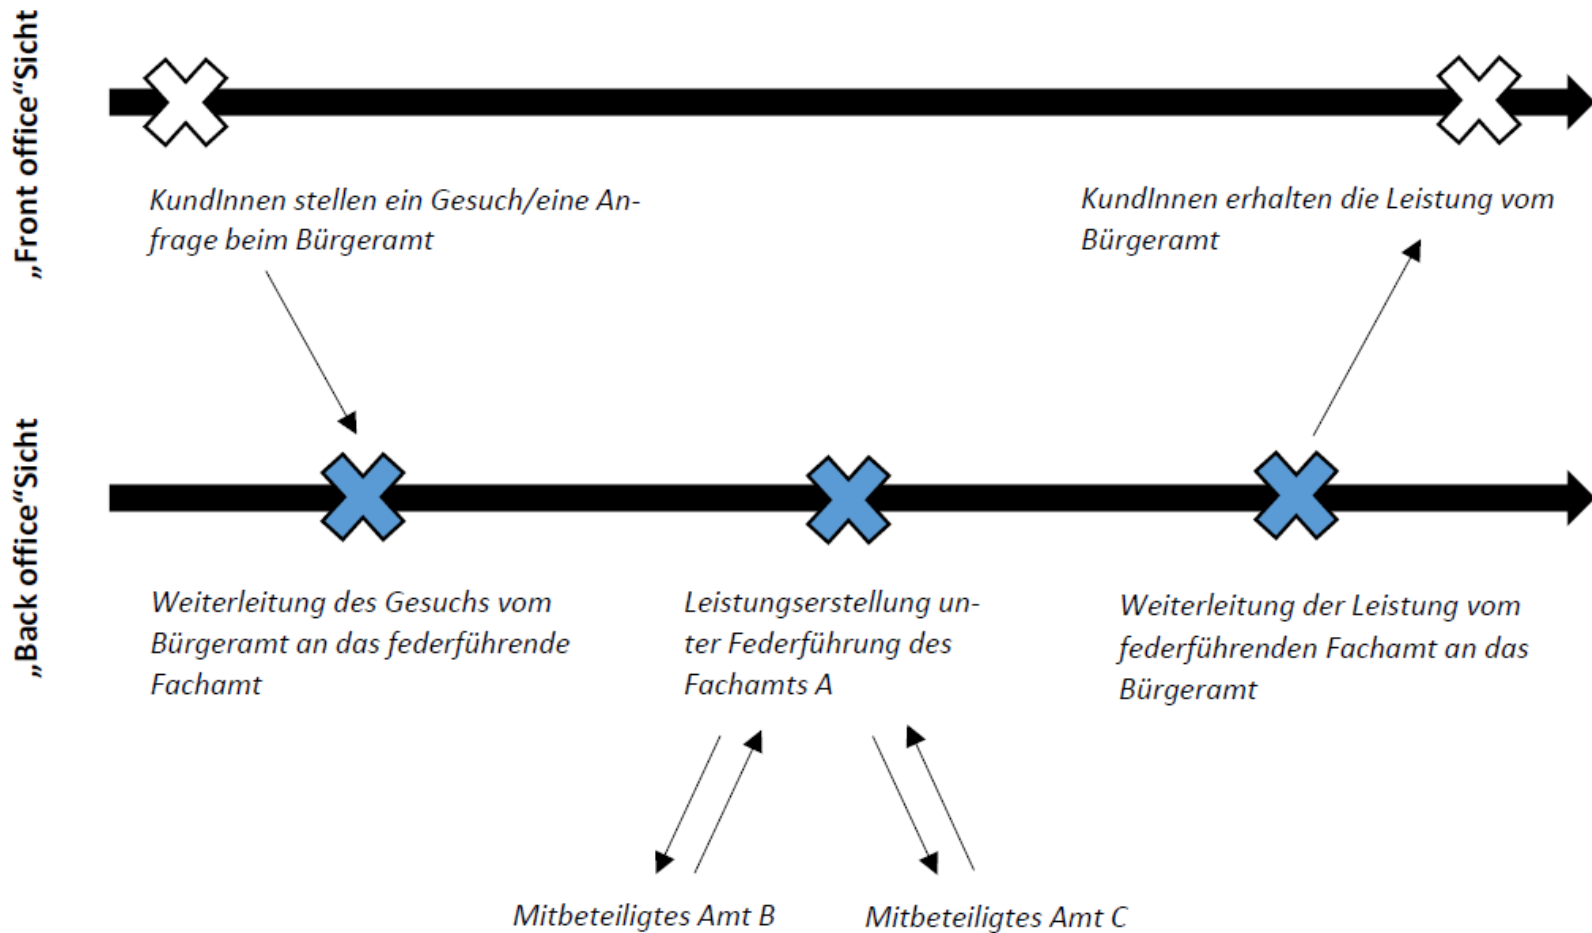 „Front office“Sicht
KundInnen stellen ein Gesuch/eine An-
frage beim Bürgeramt
KundInnen erhalten die Leistung vom
Bürgeramt
„Back office“Sicht
Weiterleitung des Gesuchs vom
Bürgeramt an das federführende
Fachamt
Leistungserstellung un-
ter Federführung des
Fachamts A
Weiterleitung der Leistung vom
federführenden Fachamt an das
Bürgeramt
Mitbeteiligtes Amt B
Mitbeteiligtes Amt C